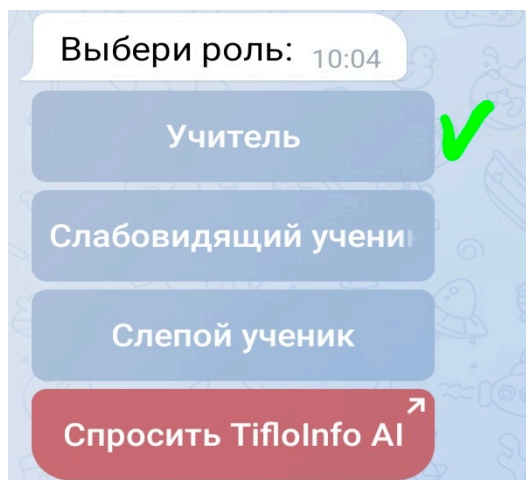 Выбери роль: 10:04
Учитель
Слабовидящий учени
Слепой ученик
Спросить TifloInfo AI